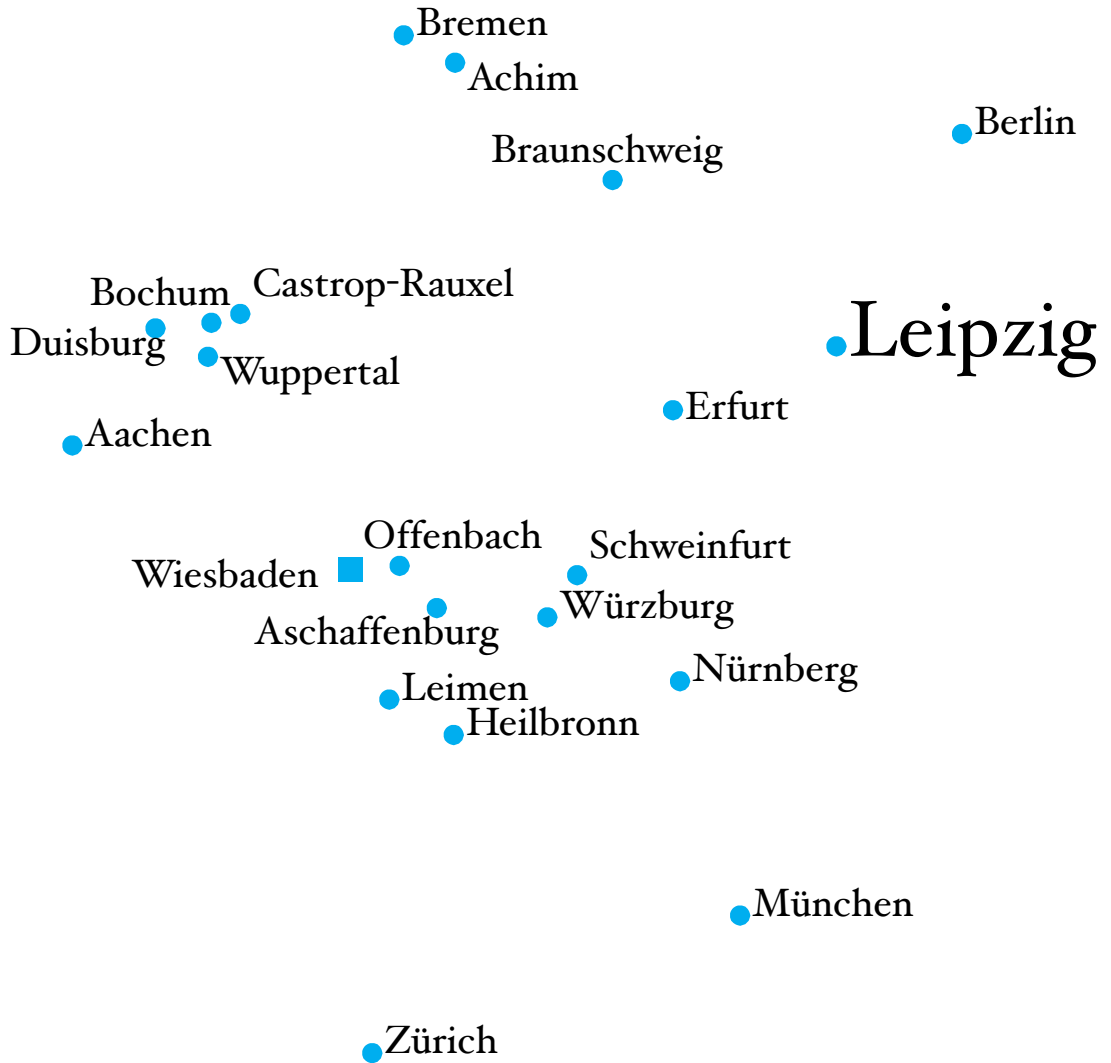 Bremen
Achim
Berlin
Braunschweig
Castrop-Rauxel
Bochum
Leipzig
Duisburg
Wuppertal
Erfurt
Aachen
Offenbach
Schweinfurt
Wiesbaden
Würzburg
Aschaffenburg
Nürnberg
Leimen
Heilbronn
München
Zürich